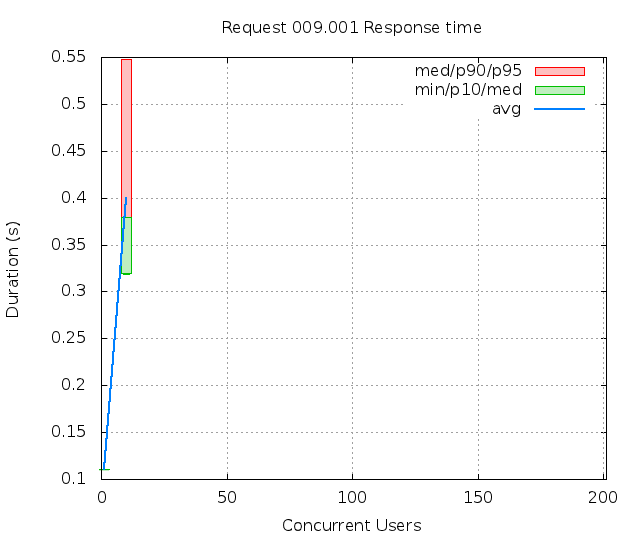 Request 009.001 Response time
med/p90/p95
min/p10/med
avg
0.55
0.5
0.45
0.4
0.35
0.3
0.25
0.2
0.15
0.1
Duration (s)
0 50 100 150 200
Concurrent Users